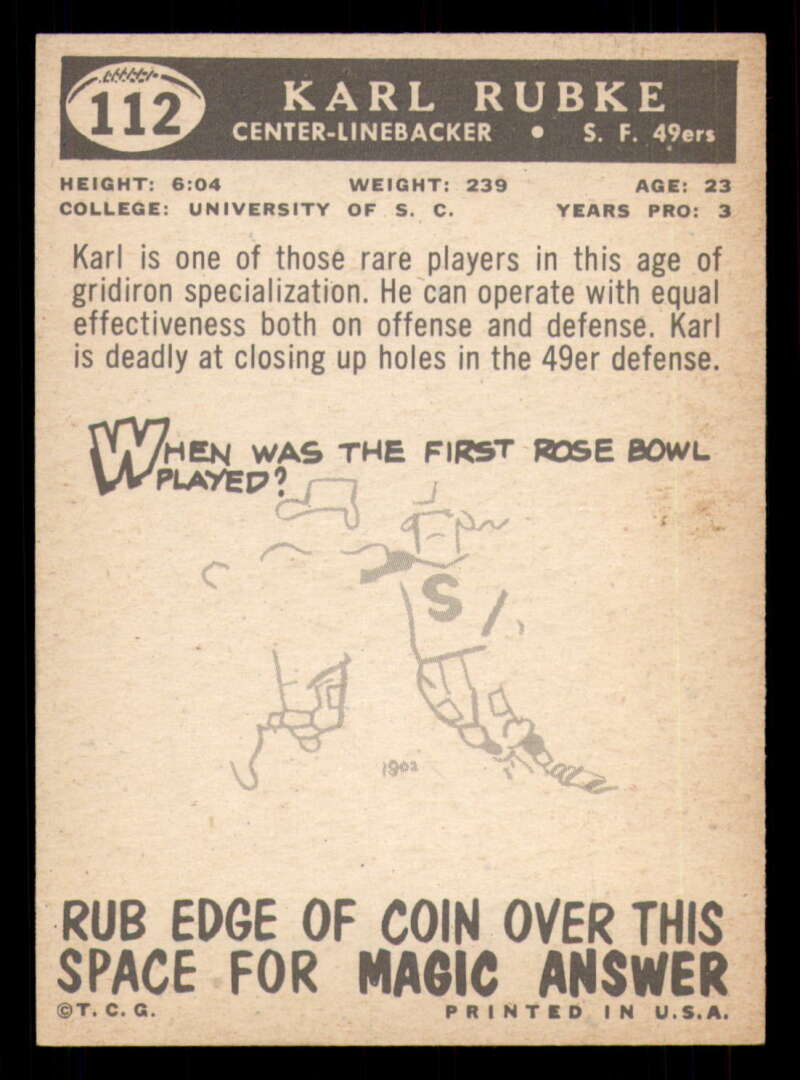 112
KARL RUBKE
CENTER-LINEBACKER • S. F. 49ers
HEIGHT: 6:04 WEIGHT: 239 AGE: 23
COLLEGE: UNIVERSITY OF S. C. YEARS PRO: 3
Karl is one of those rare players in this age of
gridiron specialization. He can operate with equal
effectiveness both on offense and defense. Karl
is deadly at closing up holes in the 49er defense.
WHEN WAS THE FIRST ROSE BOWL
PLAYED?
S
1902
RUB EDGE OF COIN OVER THIS
SPACE FOR MAGIC ANSWER
©T. C. G. PRINTED IN U.S.A.